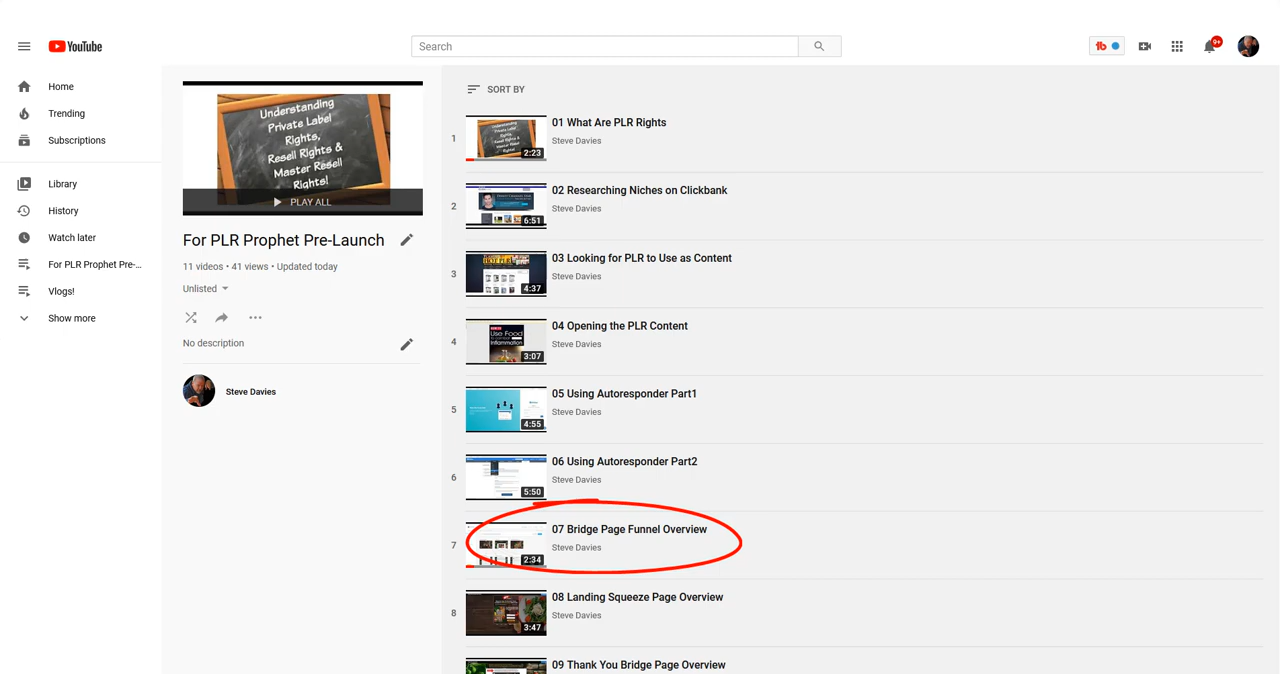 YouTube
Search
9+
Home
Trending
Subscriptions
Library
History
Watch later
For PLR Prophet Pre-...
Vlogs!
Show more
Understanding
Private Label
Rights,
Resell Rights &
Master Resell
Rights!
PLAY ALL
For PLR Prophet Pre-Launch
11 videos • 41 views • Updated today
Unlisted
No description
Steve Davies
SORT BY
1
2:23
01 What Are PLR Rights
Steve Davies
2
6:51
02 Researching Niches on Clickbank
Steve Davies
3
4:37
03 Looking for PLR to Use as Content
Steve Davies
4
Use Food
3:07
04 Opening the PLR Content
Steve Davies
5
4:55
05 Using Autoresponder Part1
Steve Davies
6
5:50
06 Using Autoresponder Part2
Steve Davies
7
2:34
07 Bridge Page Funnel Overview
Steve Davies
8
3:47
08 Landing Squeeze Page Overview
Steve Davies
09 Thank You Bridge Page Overview